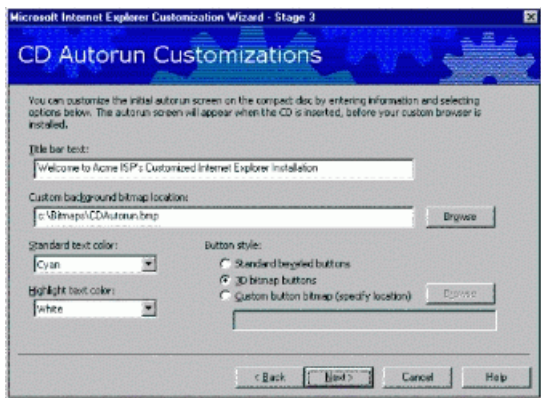 Microsoft Internet Explorer Customization Wizard - Stage 3
CD Autorun Customizations
You can customize the initial autorun screen on the compact disc by entering information and selecting
options below. The autorun screen will appear when the CD is inserted, before your custom browser is
installed.
Title bar text:
Welcome to Acme ISP's Customized Internet Explorer Installation
Custom background bitmap location:
c:\Bitmaps\CDAutorun.bmp
Browse
Standard text color:
Cyan
Highlight text color:
White
Button style:
Standard beveled buttons
3D bitmap buttons
Custom button bitmap (specify location)
Browse
< Back
Next >
Cancel
Help